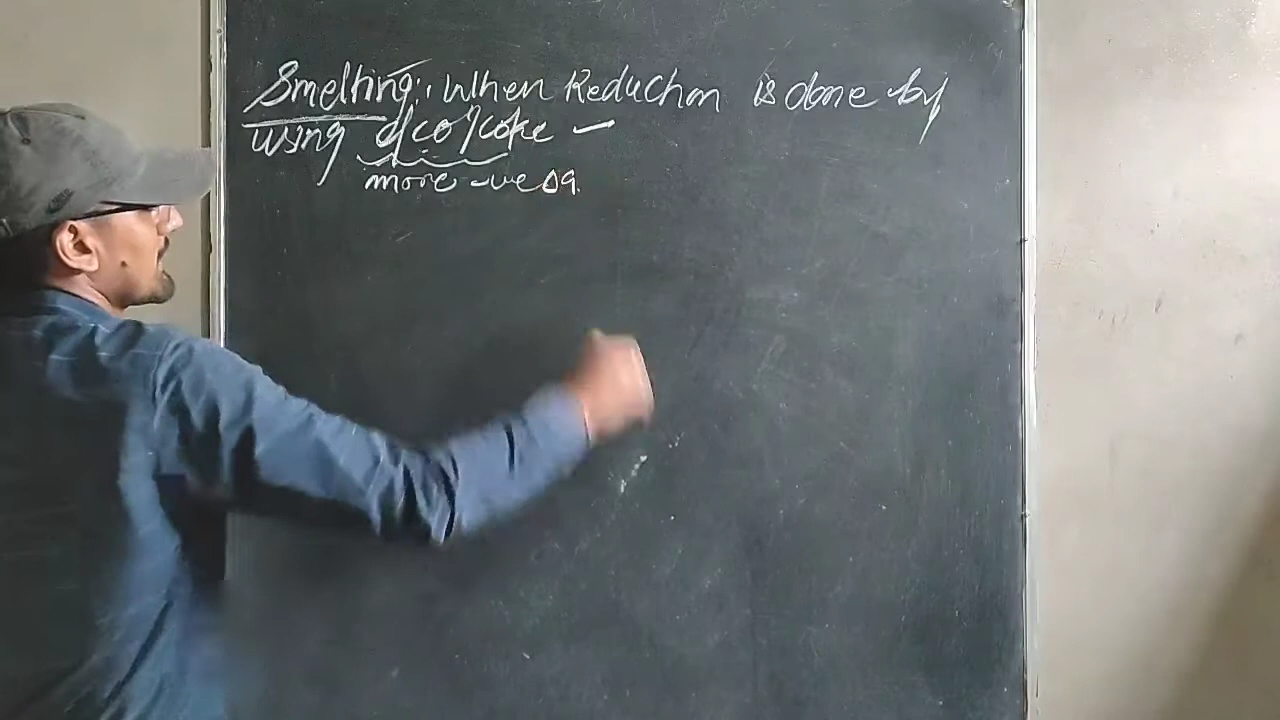 Smelting:. When Reduction is done by
using c/co/coke —
more -ve ΔG